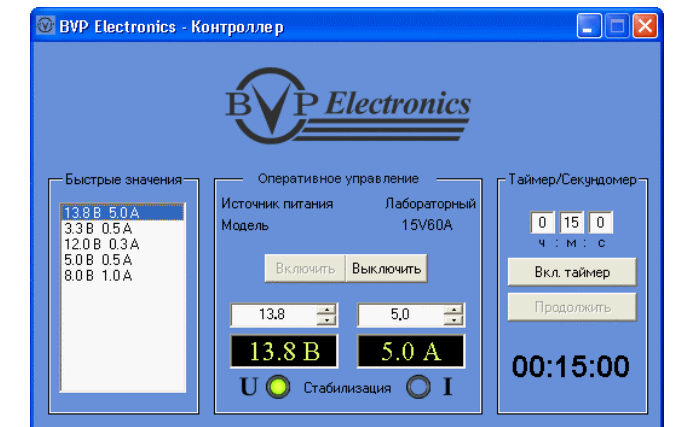 BVP Electronics - Контроллер
BVP Electronics
Быстрые значения
13.8 В 5.0 А
3.3 В 0.5 А
12.0 В 0.3 А
5.0 В 0.5 А
8.0 В 1.0 А
Оперативное управление
Источник питания Лабораторный
Модель 15V60A
Включить Выключить
13.8 5,0
13.8 В 5.0 А
U Стабилизация I
Таймер/Секундомер
0 15 0
ч : м : с
Вкл. таймер
Продолжить
00:15:00